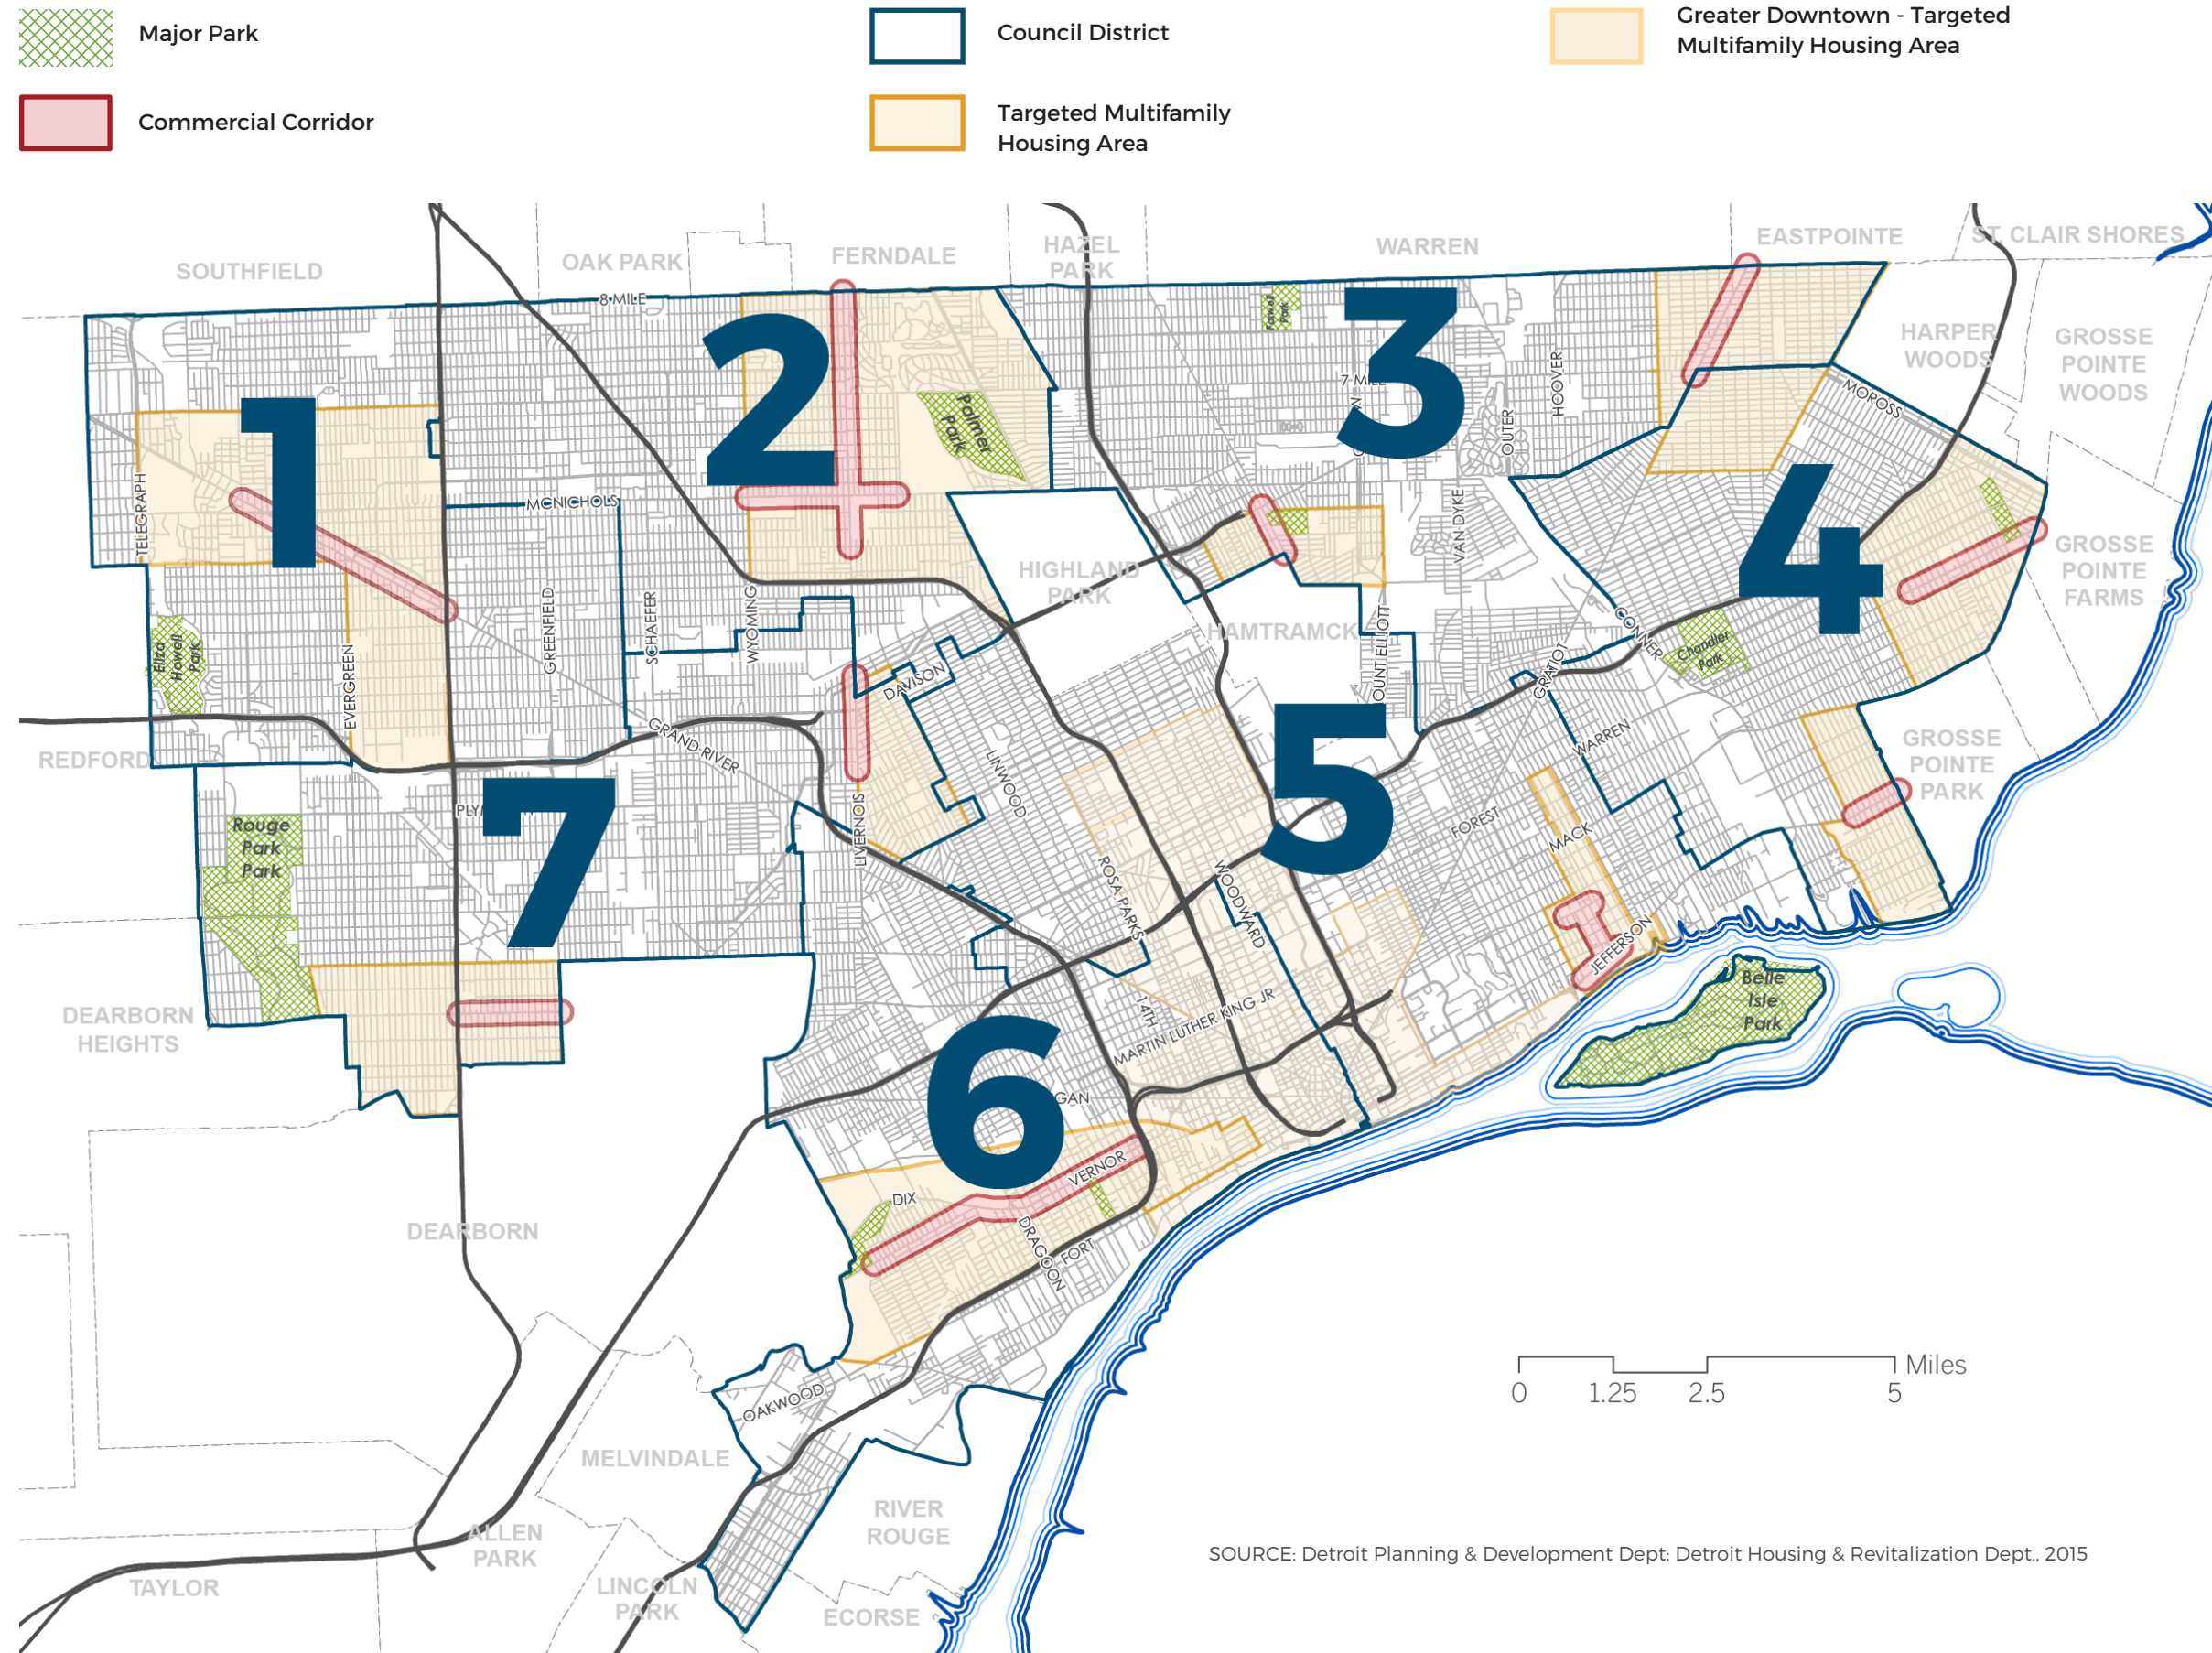 Major Park
Council District
Greater Downtown - Targeted
Multifamily Housing Area
Commercial Corridor
Targeted Multifamily
Housing Area
SOUTHFIELD
OAK PARK
FERNDALE
HAZEL
PARK
WARREN
EASTPOINTE
ST. CLAIR SHORES
8 MILE
Farwell
Park
HARPER
WOODS
GROSSE
POINTE
WOODS
1
2
3
4
7 MILE
HOOVER
OUTER
MOROSS
Palmer
Park
TELEGRAPH
MCNICHOLS
VAN DYKE
HIGHLAND
PARK
GROSSE
POINTE
FARMS
GREENFIELD
SCHAEFER
WYOMING
HAMTRAMCK
CONNER
Chandler
Park
Eliza
Howell
Park
EVERGREEN
DAVISON
GRATIOT
REDFORD
GRAND RIVER
LINWOOD
WARREN
GROSSE
POINTE
PARK
5
7
LIVERNOIS
FOREST
MACK
Rouge
Park
Park
ROSA PARKS
WOODWARD
JEFFERSON
Belle
Isle
Park
DEARBORN
HEIGHTS
14TH
MARTIN LUTHER KING JR
6
VERNOR
DIX
DRAGOON
FORT
DEARBORN
OAKWOOD
MELVINDALE
RIVER
ROUGE
ALLEN
PARK
TAYLOR
LINCOLN
PARK
ECORSE
Miles
0 1.25 2.5 5
SOURCE: Detroit Planning & Development Dept; Detroit Housing & Revitalization Dept., 2015